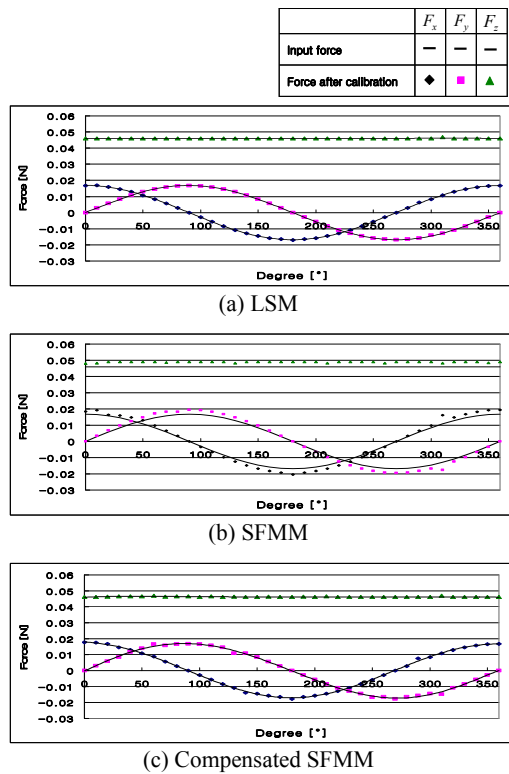 Fx Fy Fz
Input force — — —
Force after calibration ◆ ■ ▲
0.06
0.05
0.04
0.03
0.02
0.01
0
−0.01
−0.02
−0.03
Force [N]
0 50 100 150 200 250 300 350
Degree [°]
(a) LSM
0.06
0.05
0.04
0.03
0.02
0.01
0
−0.01
−0.02
−0.03
Force [N]
0 50 100 150 200 250 300 350
Degree [°]
(b) SFMM
0.06
0.05
0.04
0.03
0.02
0.01
0
−0.01
−0.02
−0.03
Force [N]
0 50 100 150 200 250 300 350
Degree [°]
(c) Compensated SFMM